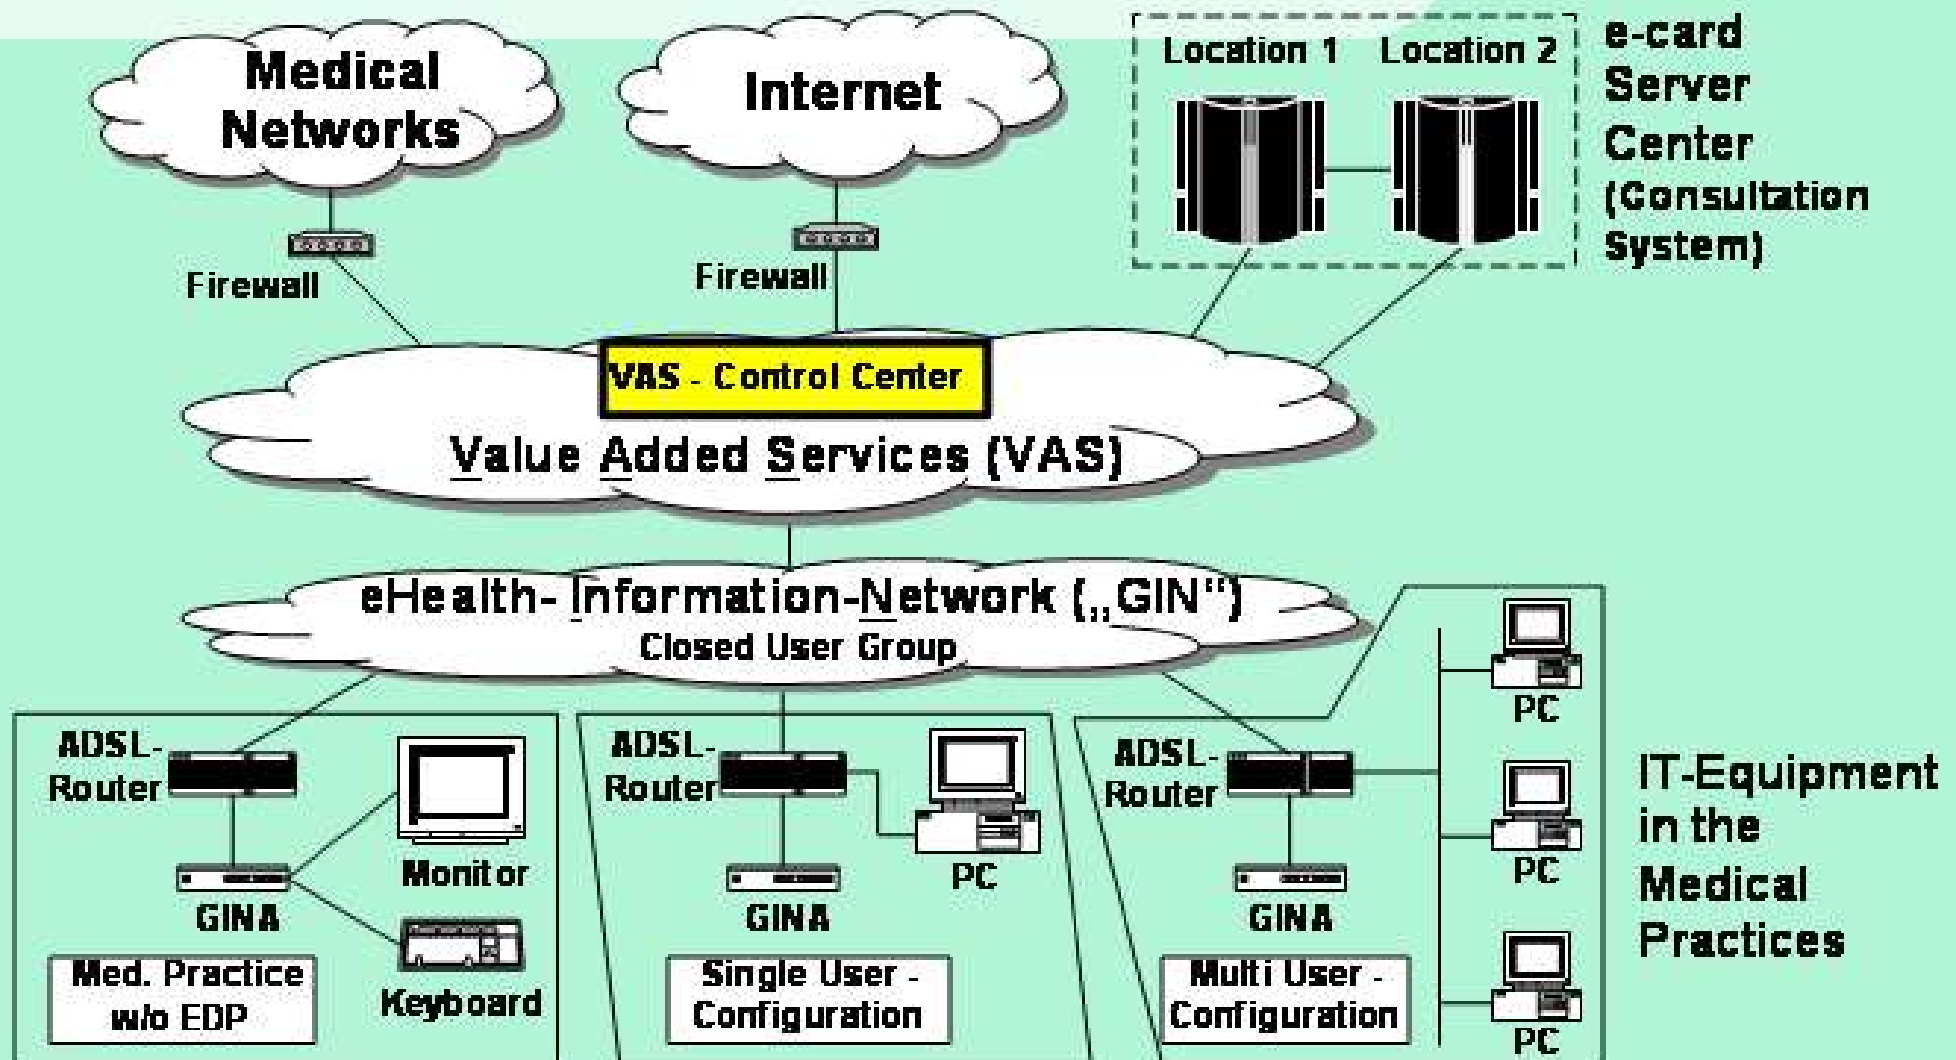 Medical
Networks
Internet
Location 1
Location 2
e-card
Server
Center
(Consultation
System)
Firewall
Firewall
VAS - Control Center
Value Added Services (VAS)
eHealth- Information-Network („GIN“)
Closed User Group
ADSL-
Router
GINA
Monitor
Keyboard
Med. Practice
w/o EDP
ADSL-
Router
GINA
PC
Single User -
Configuration
ADSL-
Router
GINA
PC
PC
PC
Multi User -
Configuration
IT-Equipment
in the
Medical
Practices